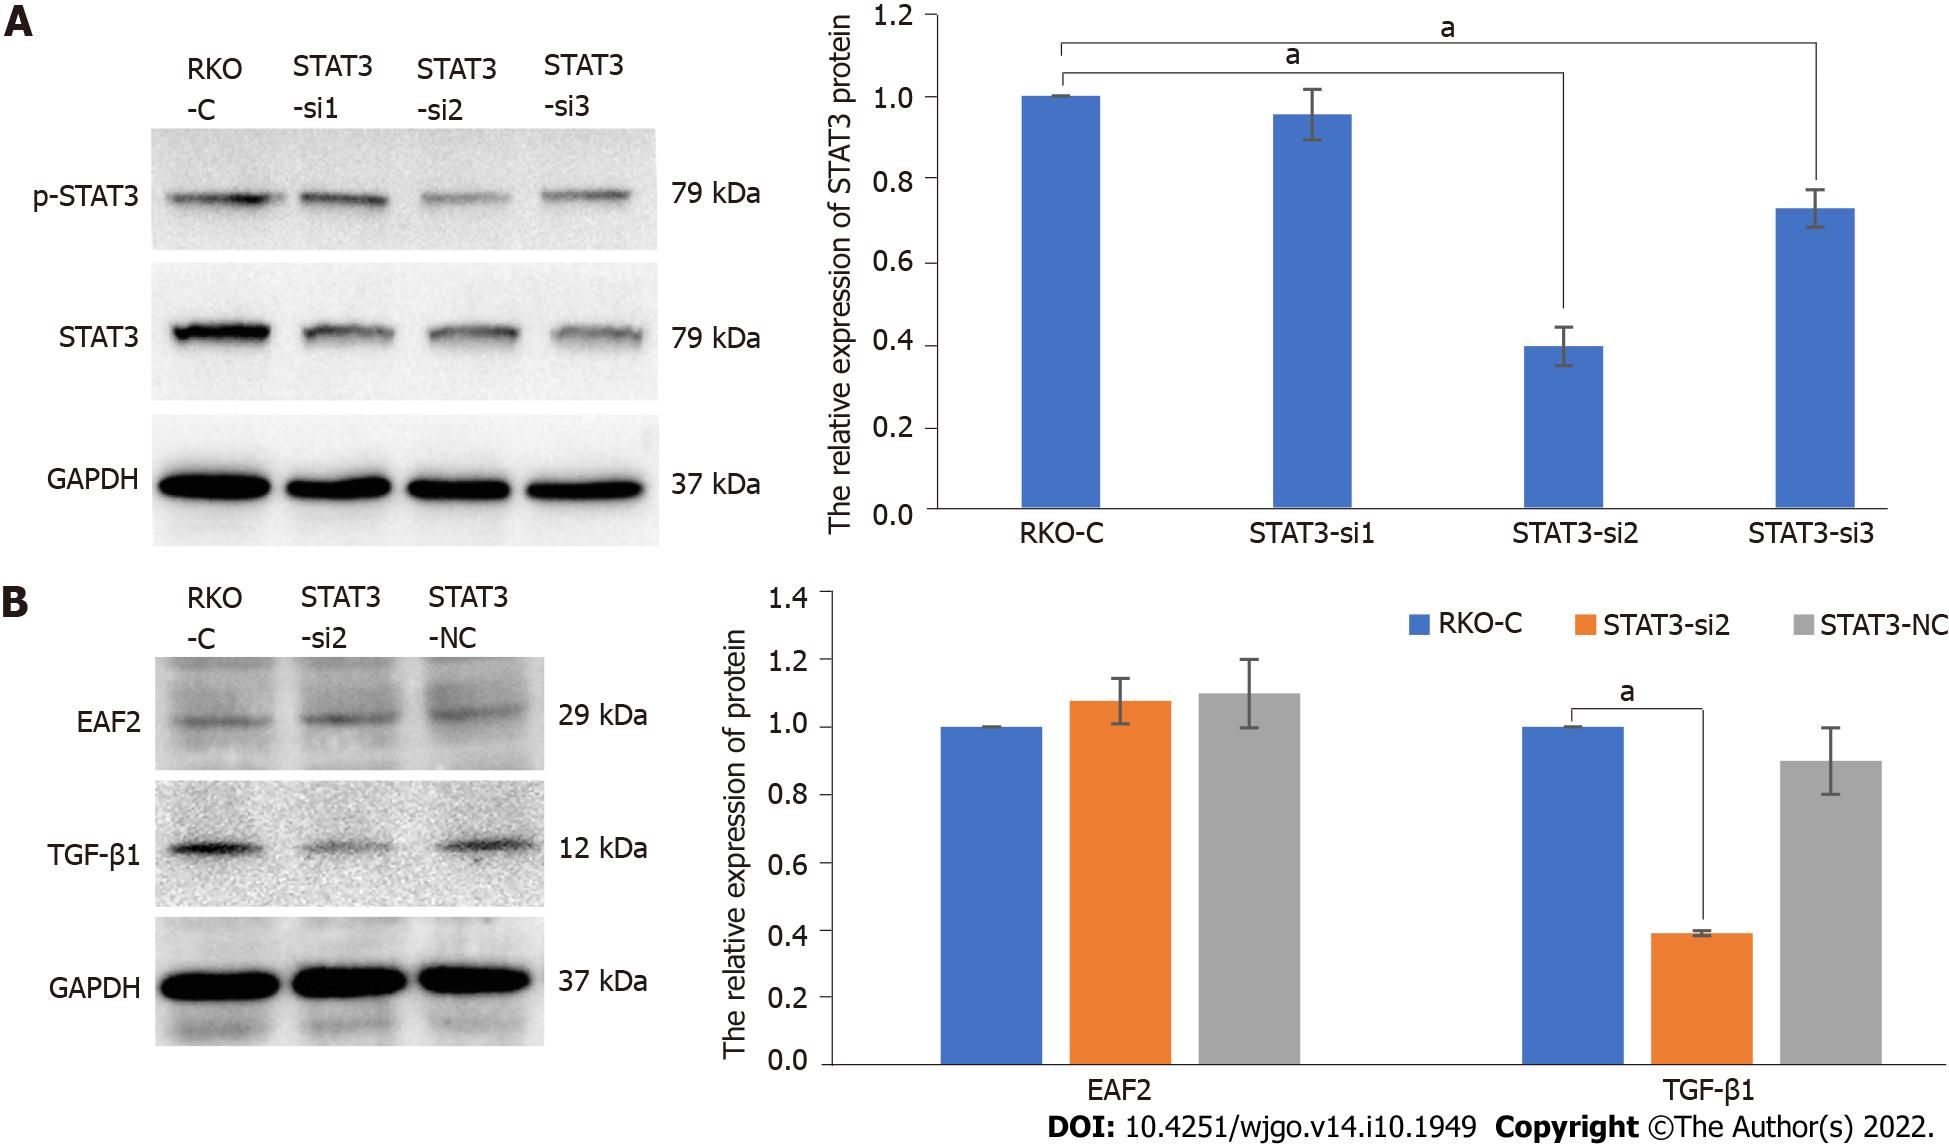 A
RKO
-C
STAT3
-si1
STAT3
-si2
STAT3
-si3
p-STAT3
79 kDa
STAT3
79 kDa
GAPDH
37 kDa
The relative expression of STAT3 protein
1.2
1.0
0.8
0.6
0.4
0.2
0.0
a
a
RKO-C
STAT3-si1
STAT3-si2
STAT3-si3
B
RKO
-C
STAT3
-si2
STAT3
-NC
EAF2
29 kDa
TGF-β1
12 kDa
GAPDH
37 kDa
The relative expression of protein
1.4
1.2
1.0
0.8
0.6
0.4
0.2
0.0
RKO-C
STAT3-si2
STAT3-NC
a
EAF2
TGF-β1
DOI: 10.4251/wjgo.v14.i10.1949 Copyright ©The Author(s) 2022.